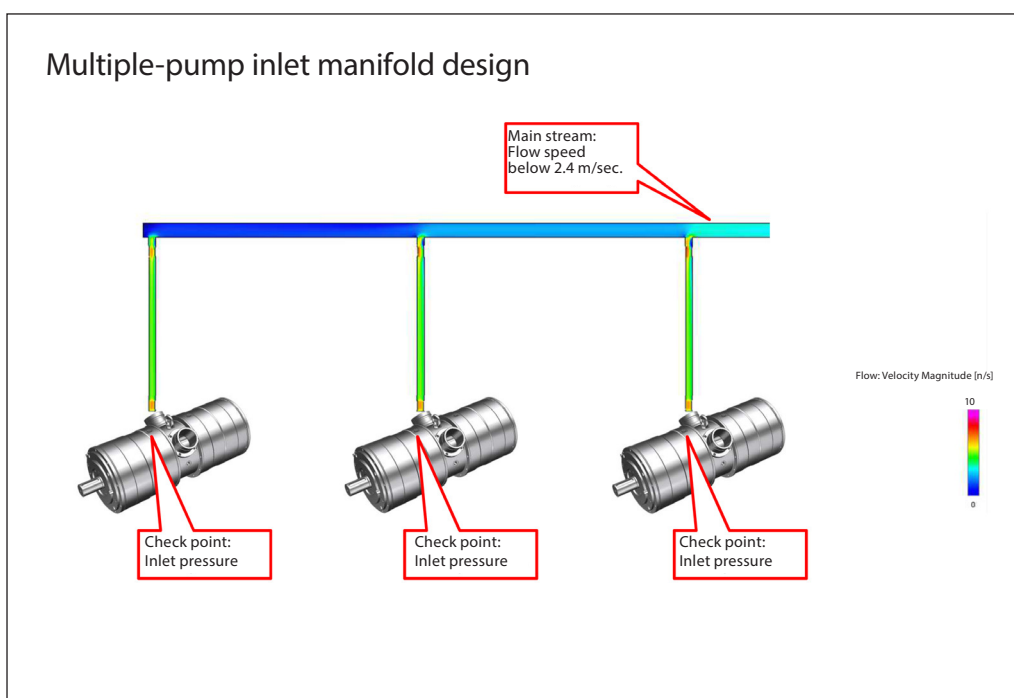 Multiple-pump inlet manifold design
Main stream:
Flow speed
below 2.4 m/sec.
Flow: Velocity Magnitude [n/s]
10
0
Check point:
Inlet pressure
Check point:
Inlet pressure
Check point:
Inlet pressure